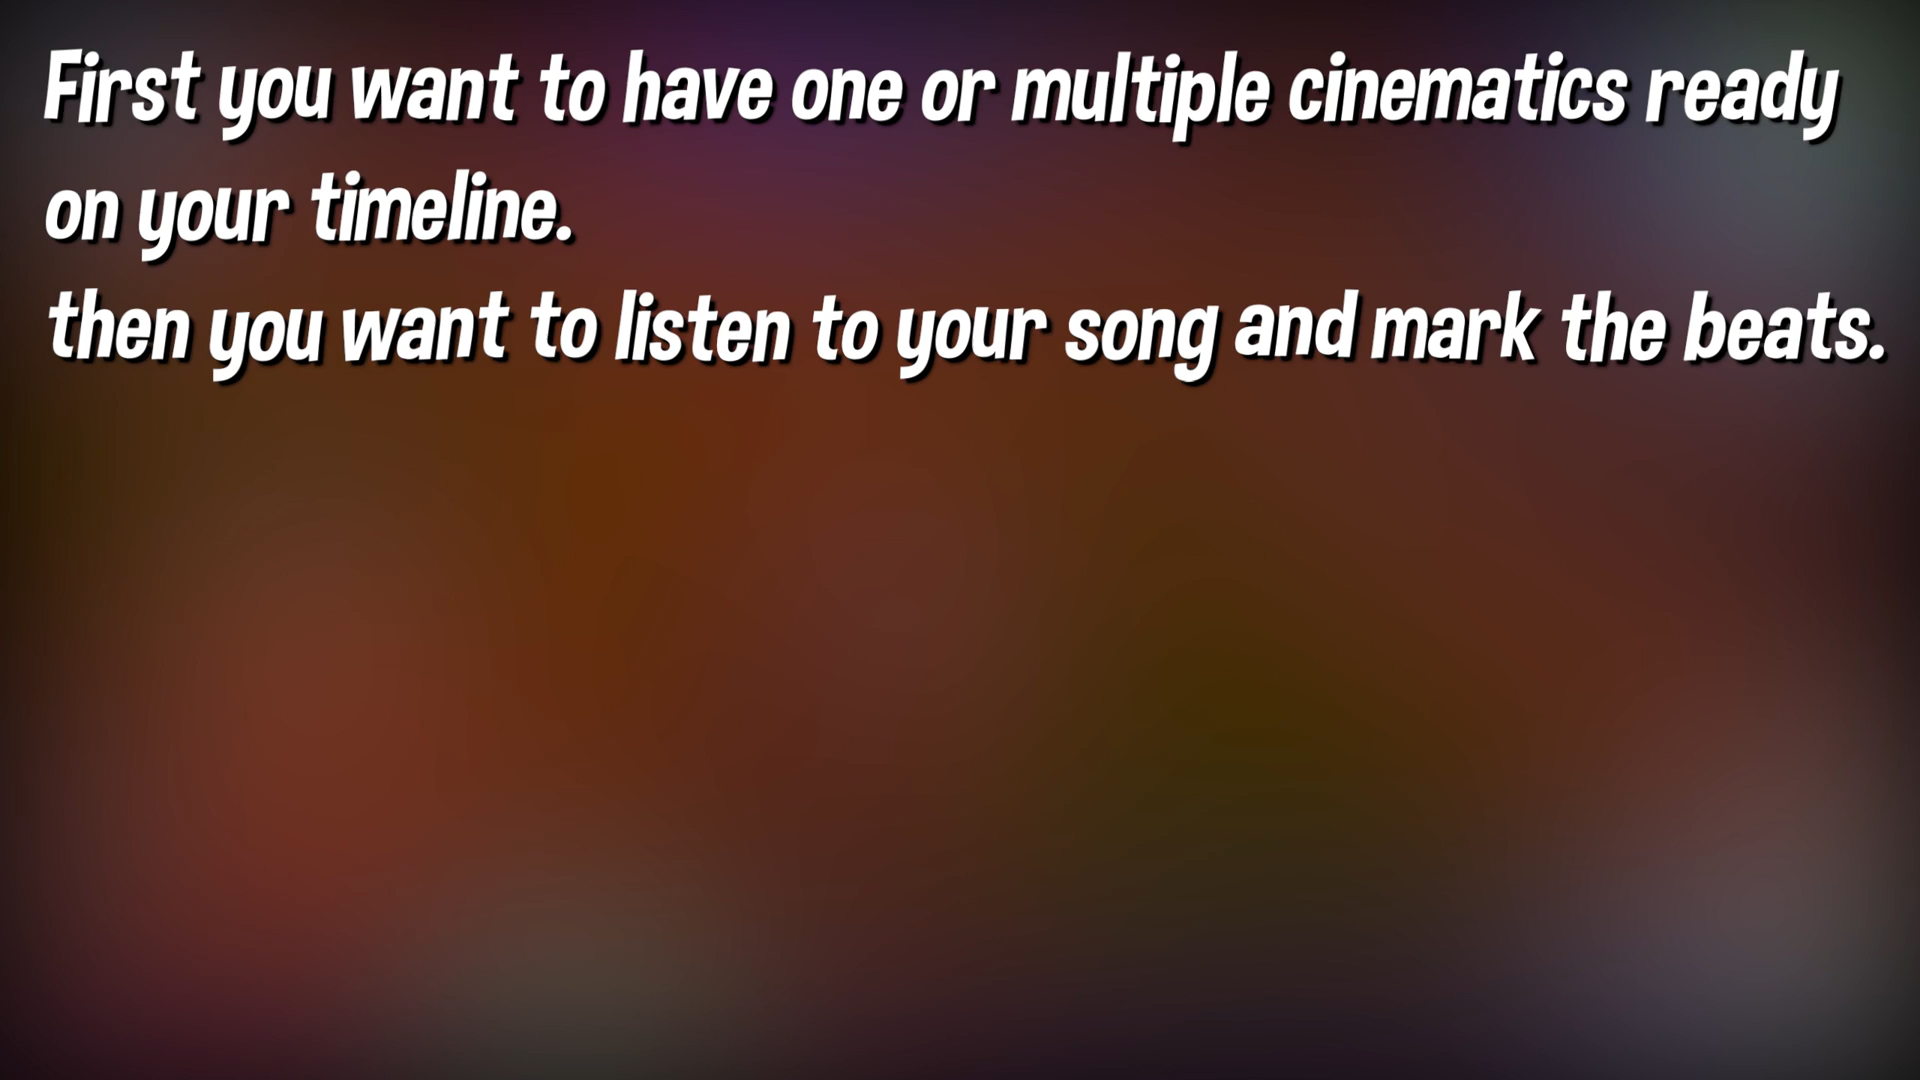 First you want to have one or multiple cinematics ready
on your timeline.
then you want to listen to your song and mark the beats.